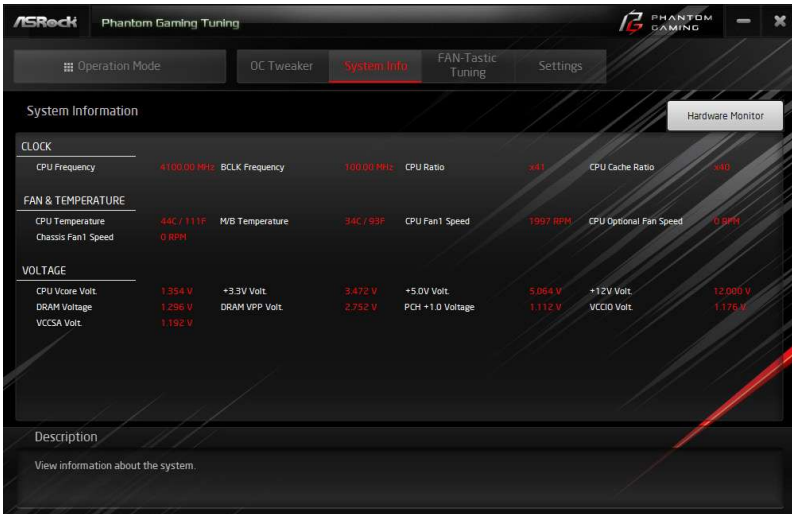 ASRock Phantom Gaming Tuning PHANTOM GAMING
Operation Mode OC Tweaker System Info FAN-Tastic Tuning Settings
System Information Hardware Monitor
CLOCK
CPU Frequency 4100.00 MHz BCLK Frequency 100.00 MHz CPU Ratio x41 CPU Cache Ratio x40
FAN & TEMPERATURE
CPU Temperature 44C / 111F M/B Temperature 34C / 93F CPU Fan1 Speed 1997 RPM CPU Optional Fan Speed 0 RPM
Chassis Fan1 Speed 0 RPM
VOLTAGE
CPU Vcore Volt. 1.354 V +3.3V Volt. 3.472 V +5.0V Volt. 5.064 V +12V Volt. 12.000 V
DRAM Voltage 1.296 V DRAM VPP Volt. 2.752 V PCH +1.0 Voltage 1.112 V VCCIO Volt. 1.176 V
VCCSA Volt. 1.192 V
Description
View information about the system.